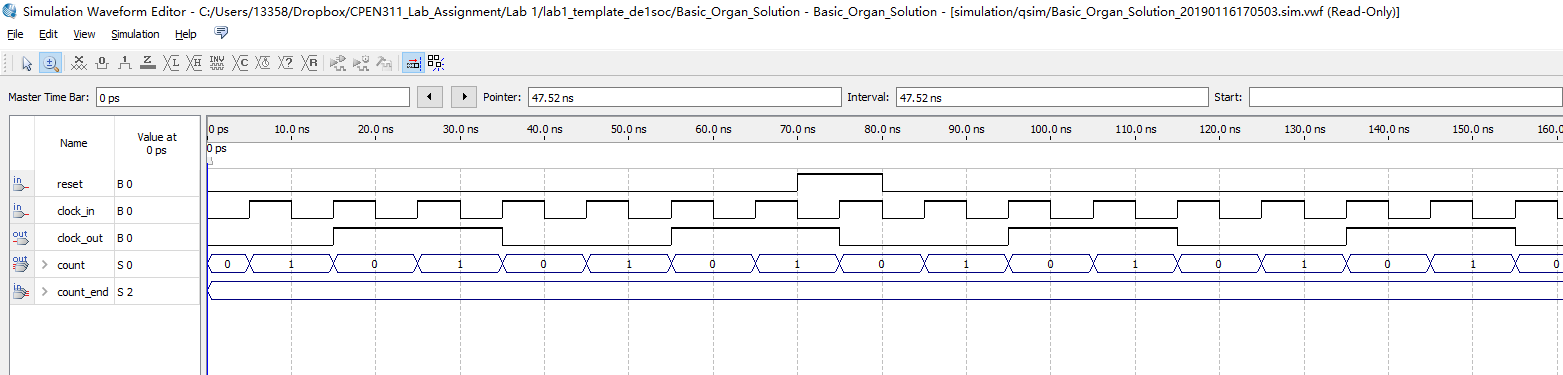 Simulation Waveform Editor - C:/Users/13358/Dropbox/CPEN311_Lab_Assignment/Lab 1/lab1_template_de1soc/Basic_Organ_Solution - Basic_Organ_Solution - [simulation/qsim/Basic_Organ_Solution_20190116170503.sim.vwf (Read-Only)]
File Edit View Simulation Help
Master Time Bar: 0 ps Pointer: 47.52 ns Interval: 47.52 ns Start:
Name Value at 0 ps
0 ps 10.0 ns 20.0 ns 30.0 ns 40.0 ns 50.0 ns 60.0 ns 70.0 ns 80.0 ns 90.0 ns 100.0 ns 110.0 ns 120.0 ns 130.0 ns 140.0 ns 150.0 ns 160.0
0 ps
in reset B 0
in clock_in B 0
out clock_out B 0
out count S 0 0 1 0 1 0 1 0 1 0 1 0 1 0 1 0 1 0
in count_end S 2